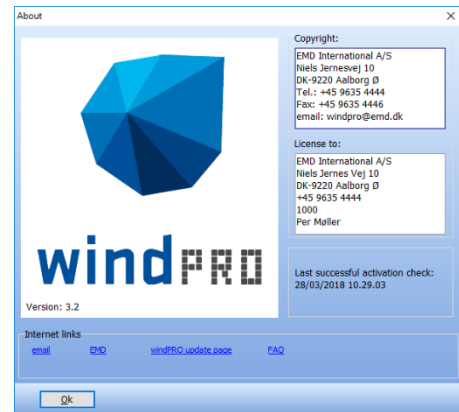 About
windPRO
Version: 3.2
Copyright:
EMD International A/S
Niels Jernesvej 10
DK-9220 Aalborg Ø
Tel.: +45 9635 4444
Fax: +45 9635 4446
email: windpro@emd.dk
License to:
EMD International A/S
Niels Jernes Vej 10
DK-9220 Aalborg Ø
+45 9635 4444
1000
Per Møller
Last successful activation check:
28/03/2018 10.29.03
Internet links
email EMD windPRO update page FAQ
Ok